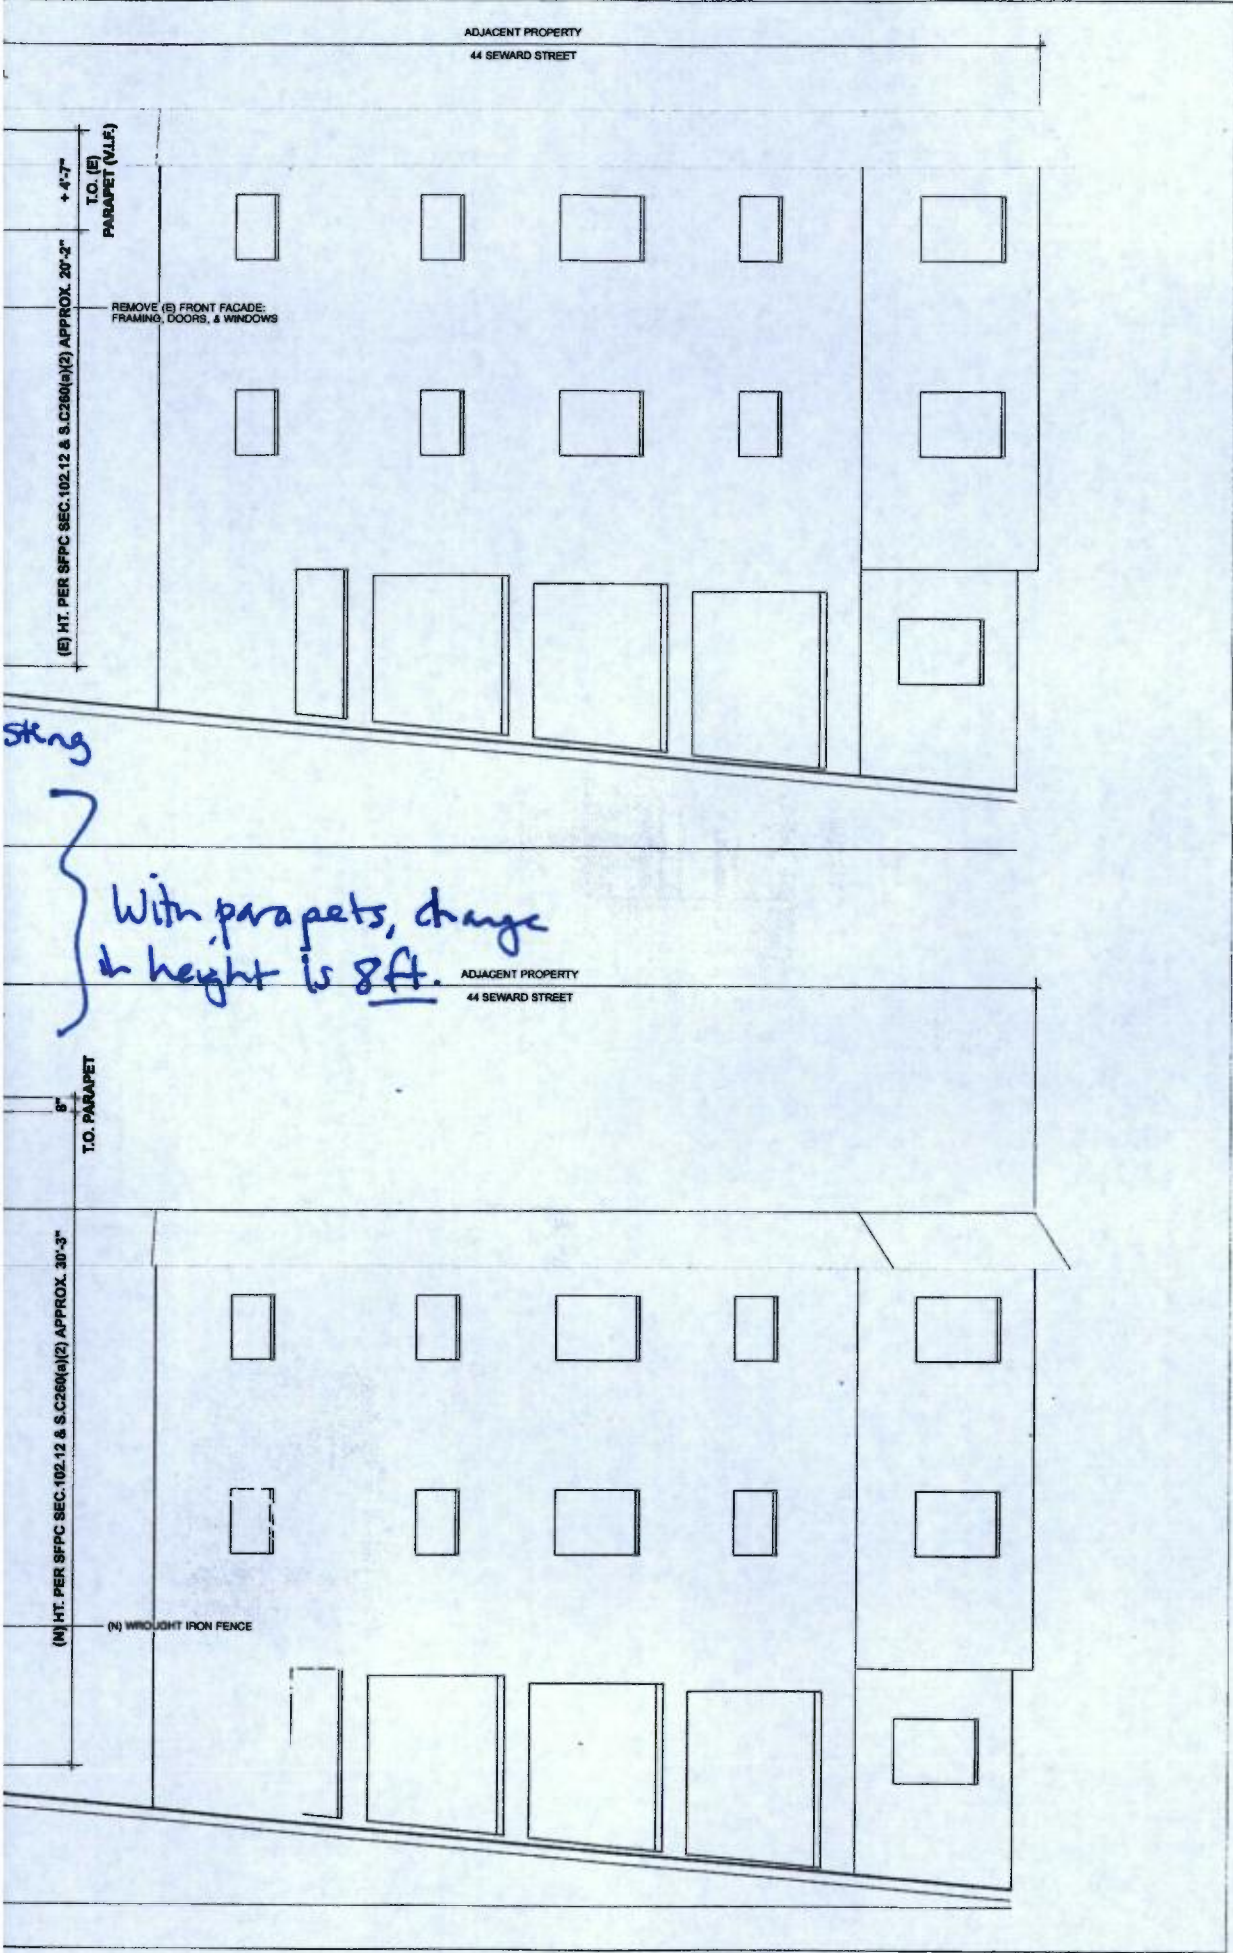 ADJACENT PROPERTY
44 SEWARD STREET
+ 4'-7"
T.O. (E)
PARAPET (V.I.F.)
(E) HT. PER SFPC SEC.102.12 & S.C260(a)(2) APPROX. 20'-2"
REMOVE (E) FRONT FACADE:
FRAMING, DOORS, & WINDOWS
sting
With parapets, change
in height is 8ft.
ADJACENT PROPERTY
44 SEWARD STREET
8"
T.O. PARAPET
(N) HT. PER SFPC SEC.102.12 & S.C260(a)(2) APPROX. 30'-3"
(N) WROUGHT IRON FENCE